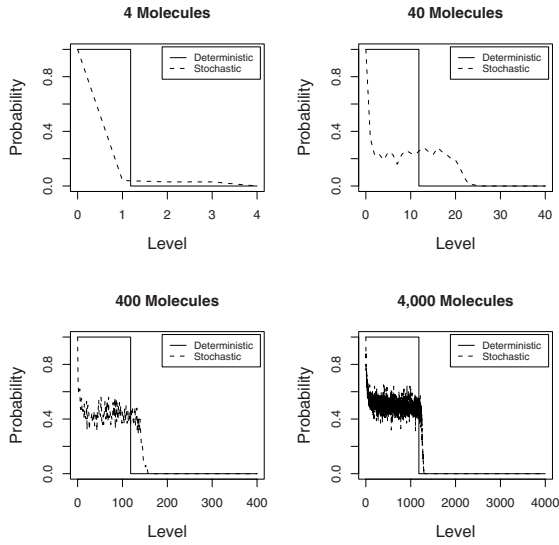 4 Molecules
Probability
0.0 0.4 0.8
Deterministic
Stochastic
0 1 2 3 4
Level
40 Molecules
Probability
0.0 0.4 0.8
Deterministic
Stochastic
0 10 20 30 40
Level
400 Molecules
Probability
0.0 0.4 0.8
Deterministic
Stochastic
0 100 200 300 400
Level
4,000 Molecules
Probability
0.0 0.4 0.8
Deterministic
Stochastic
0 1000 2000 3000 4000
Level